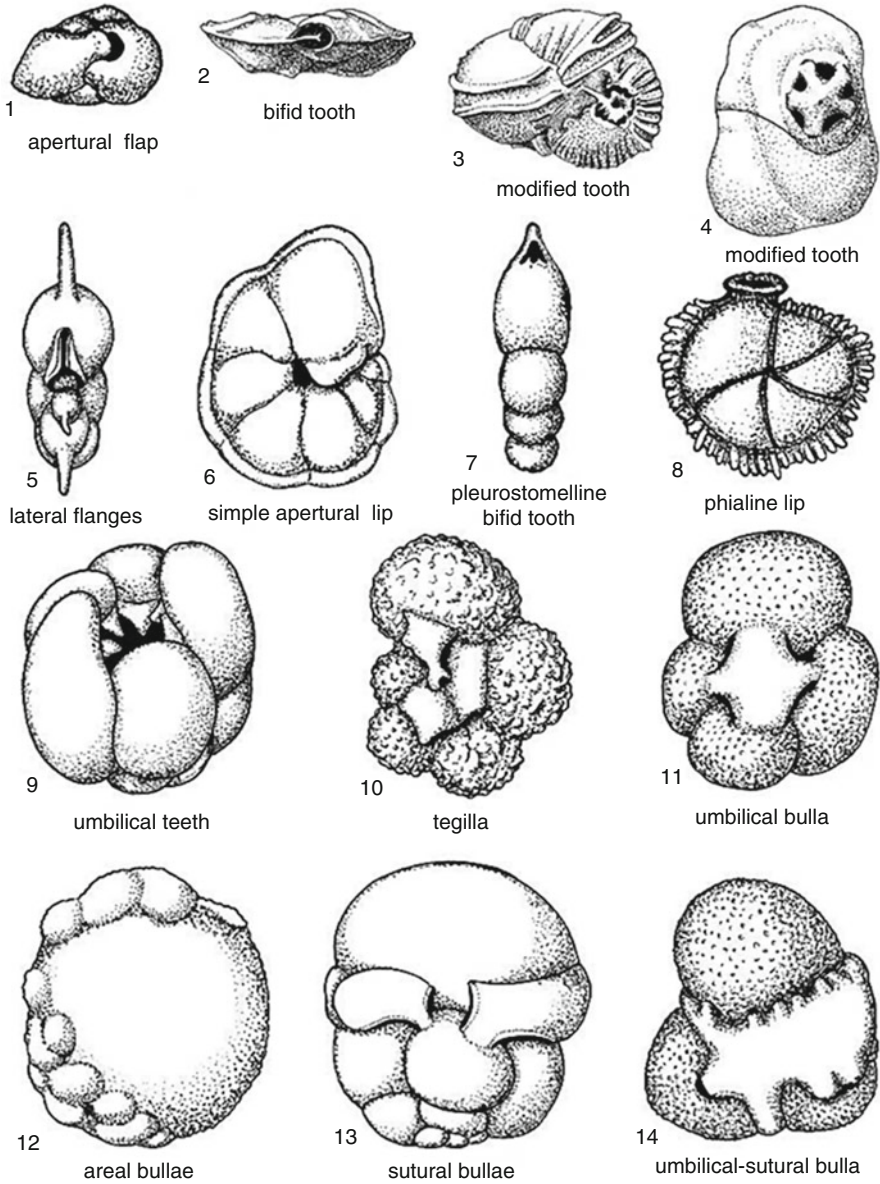 1
apertural flap
2
bifid tooth
3
modified tooth
4
modified tooth
5
lateral flanges
6
simple apertural lip
7
pleurostomelline
bifid tooth
8
phialine lip
9
umbilical teeth
10
tegilla
11
umbilical bulla
12
areal bullae
13
sutural bullae
14
umbilical-sutural bulla